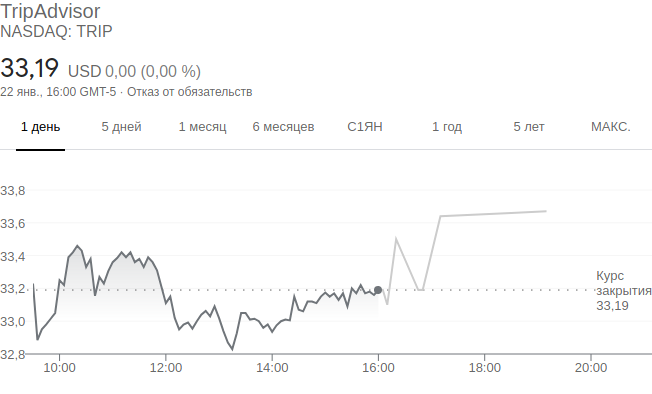 TripAdvisor
NASDAQ: TRIP
33,19 USD 0,00 (0,00 %)
22 янв., 16:00 GMT-5 · Отказ от обязательств
1 день 5 дней 1 месяц 6 месяцев С1ЯН 1 год 5 лет МАКС.
33,8
33,6
33,4
33,2
33,0
32,8
Курс
закрытия
33,19
10:00 12:00 14:00 16:00 18:00 20:00